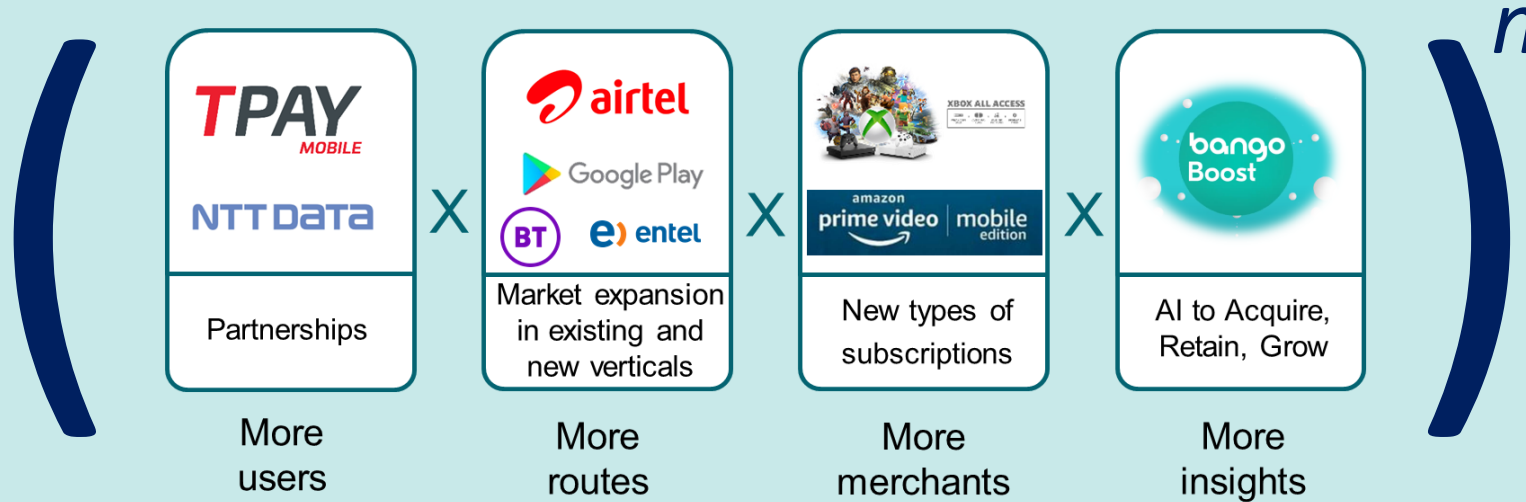 n
TPAY
MOBILE
NTT DATA
Partnerships
More
users
X
airtel
Google Play
BT
entel
Market expansion
in existing and
new verticals
More
routes
X
XBOX ALL ACCESS
amazon
prime video
mobile
edition
New types of
subscriptions
More
merchants
X
bango
Boost
AI to Acquire,
Retain, Grow
More
insights